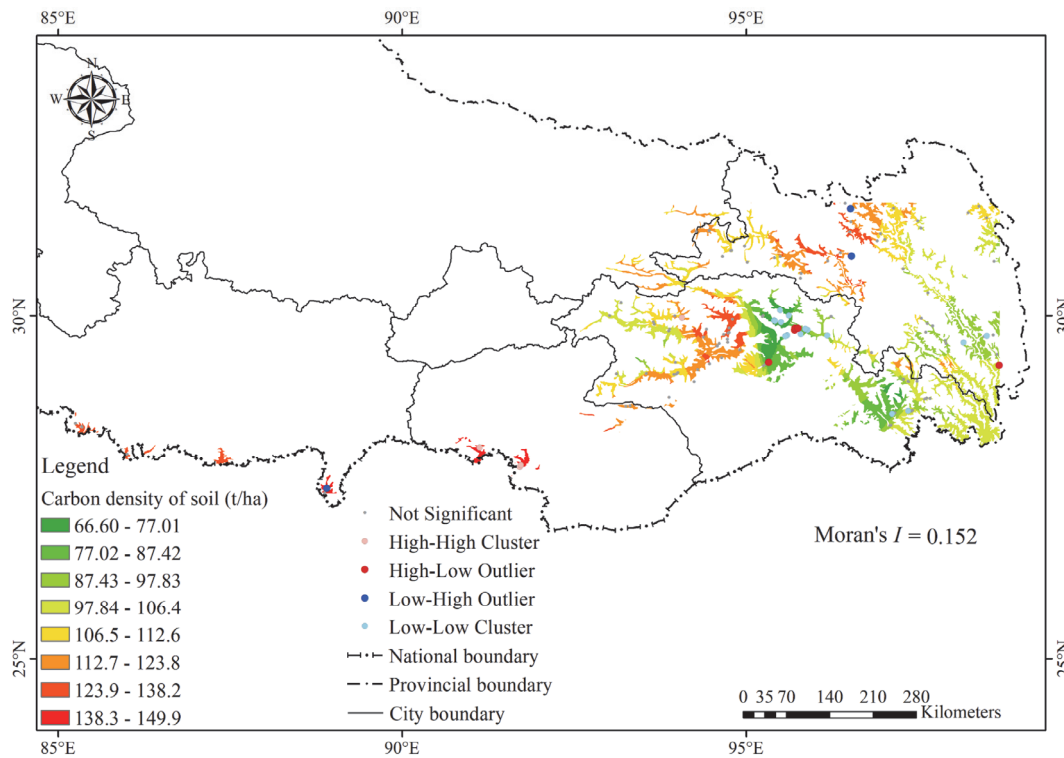 85°E 90°E 95°E
N
W E
S
30°N 30°N
Legend
Carbon density of soil (t/ha)
66.60 - 77.01
77.02 - 87.42
87.43 - 97.83
97.84 - 106.4
106.5 - 112.6
112.7 - 123.8
123.9 - 138.2
138.3 - 149.9
Not Significant
High-High Cluster
High-Low Outlier
Low-High Outlier
Low-Low Cluster
National boundary
Provincial boundary
City boundary
Moran's I = 0.152
25°N 25°N
0 35 70 140 210 280
Kilometers
85°E 90°E 95°E